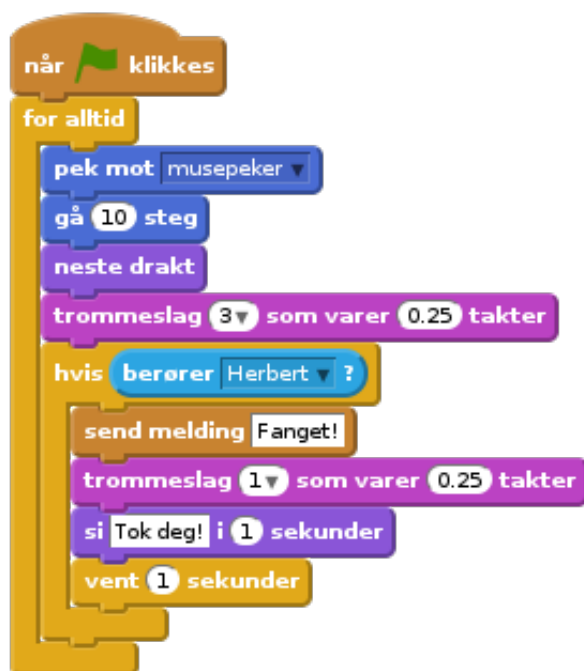 når klikkes
for alltid
pek mot musepeker
gå 10 steg
neste drakt
trommeslag 3 som varer 0.25 takter
hvis berører Herbert ?
send melding Fanget!
trommeslag 1 som varer 0.25 takter
si Tok deg! i 1 sekunder
vent 1 sekunder